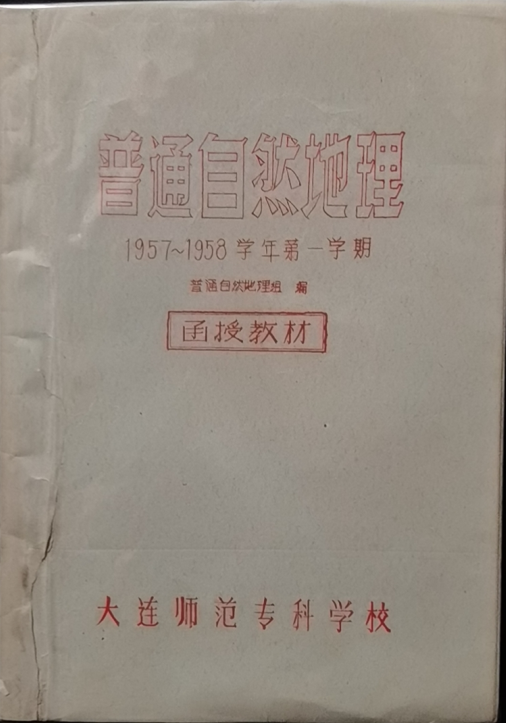 普通自然地理
1957~1958 学年第一学期
普通自然地理组 编
函授教材
大连师范专科学校